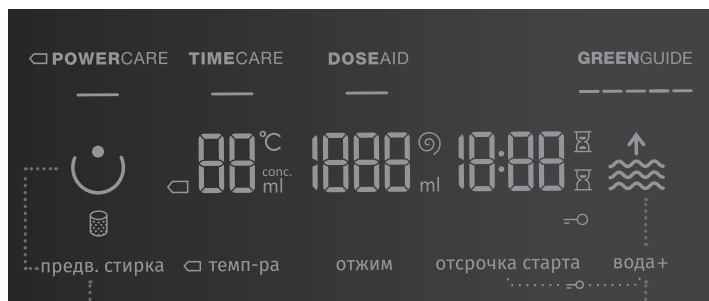 POWERCARE TIMECARE DOSEAID GREENGUIDE
88 °C 1888 18:88
conc.
ml ml
предв. стирка темп-ра отжим отсрочка старта вода+